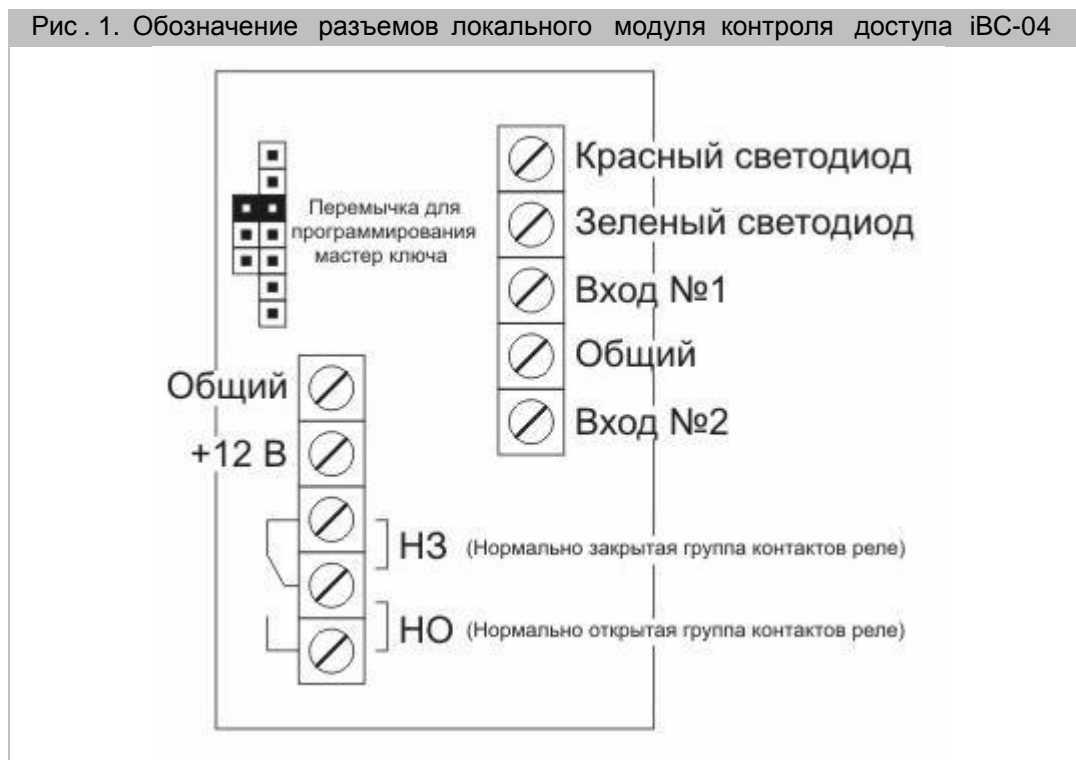 Рис . 1. Обозначение разъемов локального модуля контроля доступа iBC-04
Перемычка для
программирования
мастер ключа
Красный светодиод
Зеленый светодиод
Вход №1
Общий
Вход №2
Общий
+12 В
НЗ (Нормально закрытая группа контактов реле)
НО (Нормально открытая группа контактов реле)